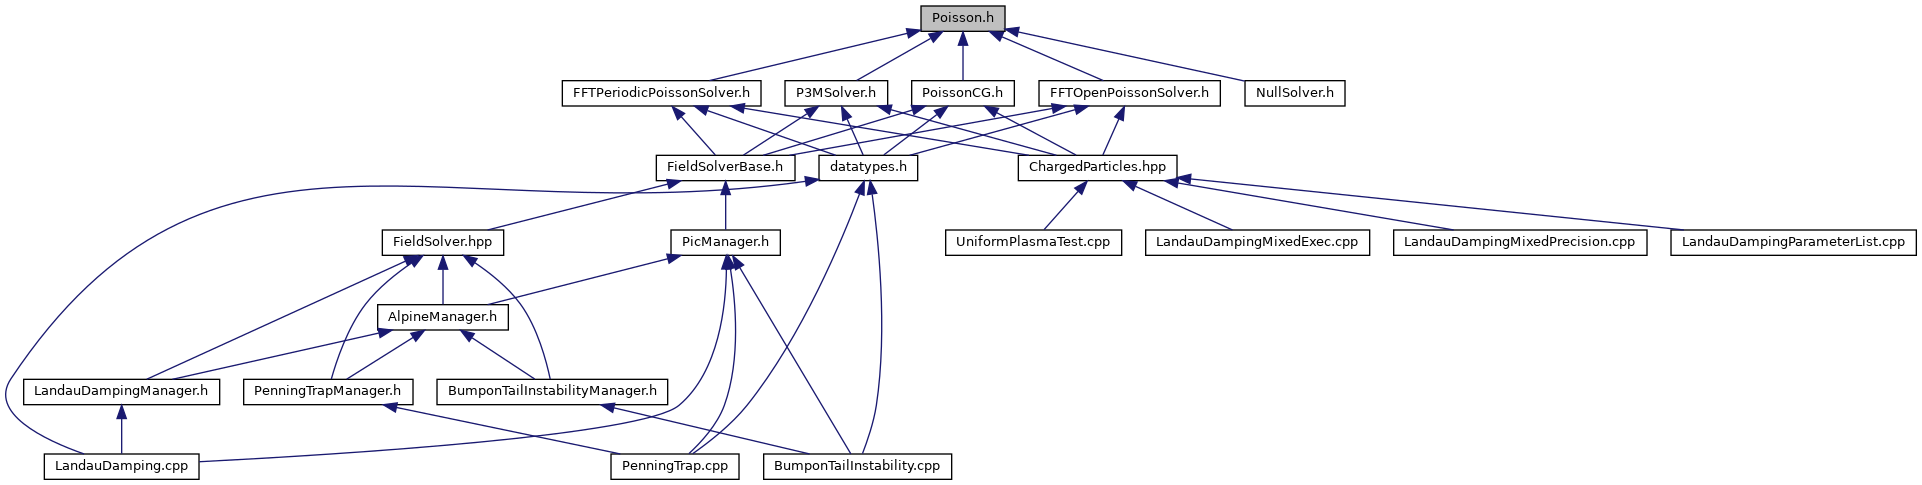 Poisson.h
FFTPeriodicPoissonSolver.h
P3MSolver.h
PoissonCG.h
FFTOpenPoissonSolver.h
NullSolver.h
FieldSolverBase.h
datatypes.h
ChargedParticles.hpp
FieldSolver.hpp
PicManager.h
UniformPlasmaTest.cpp
LandauDampingMixedExec.cpp
LandauDampingMixedPrecision.cpp
LandauDampingParameterList.cpp
AlpineManager.h
LandauDampingManager.h
PenningTrapManager.h
BumponTailInstabilityManager.h
LandauDamping.cpp
PenningTrap.cpp
BumponTailInstability.cpp